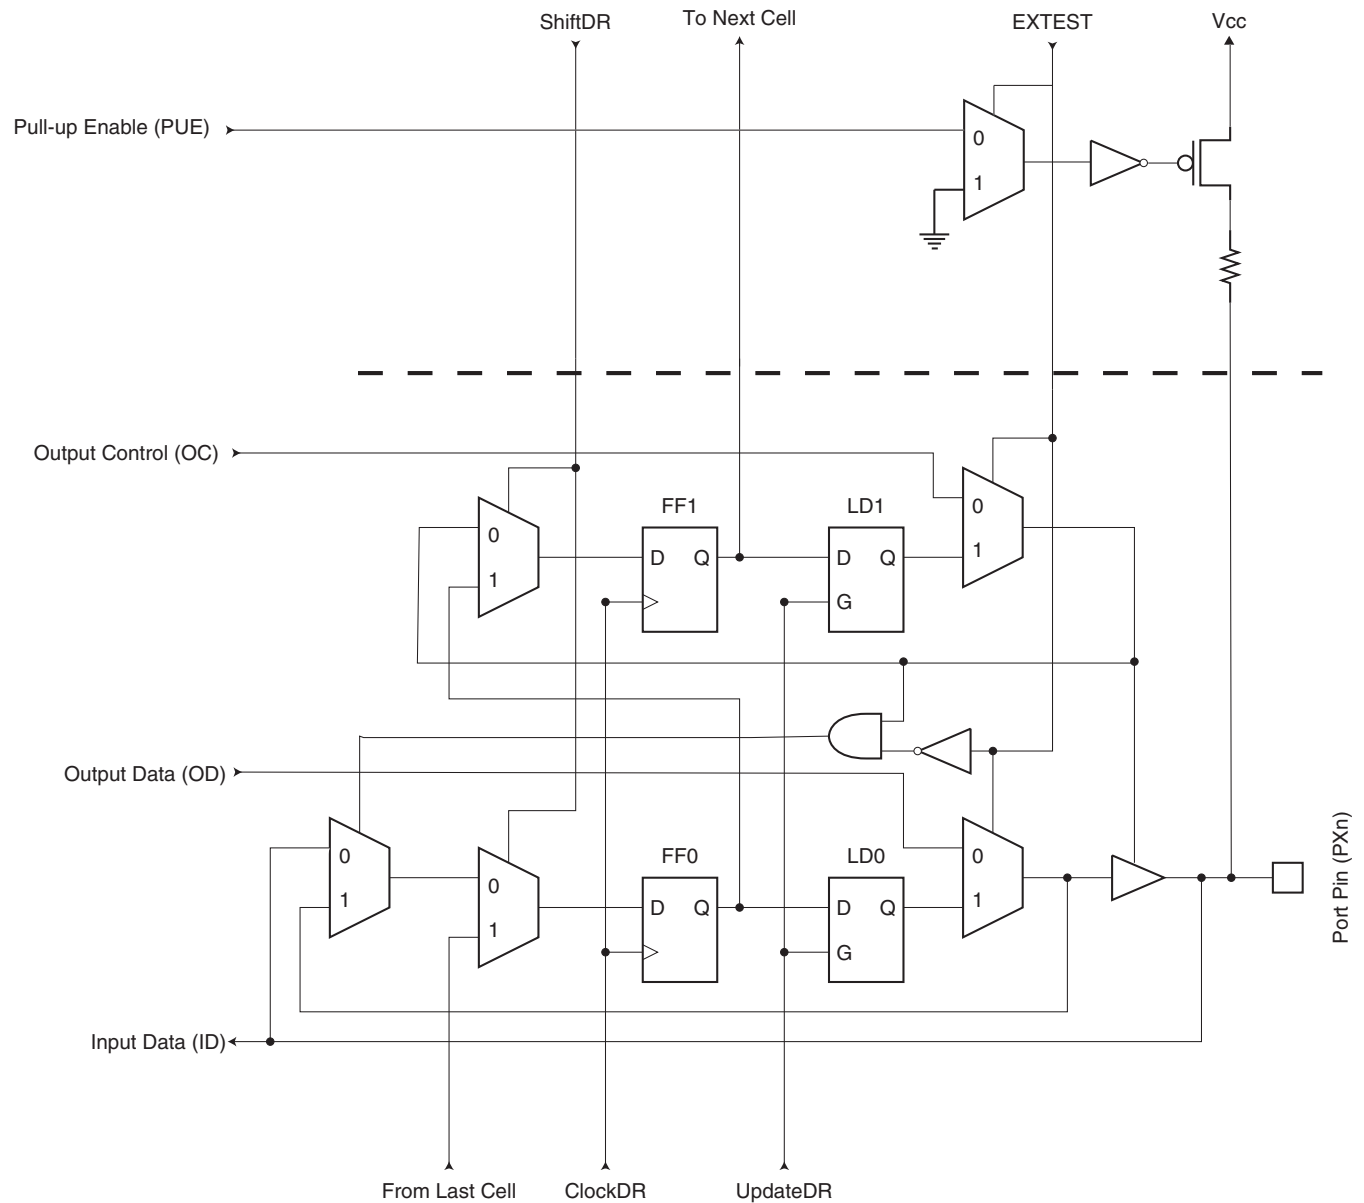 ShiftDR
To Next Cell
EXTEST
Vcc
Pull-up Enable (PUE)
0
1
Output Control (OC)
FF1
LD1
0
0
D Q
D Q
1
1
G
Output Data (OD)
FF0
LD0
0
0
0
1
D Q
D Q
1
1
G
Port Pin (PXn)
Input Data (ID)
From Last Cell
ClockDR
UpdateDR